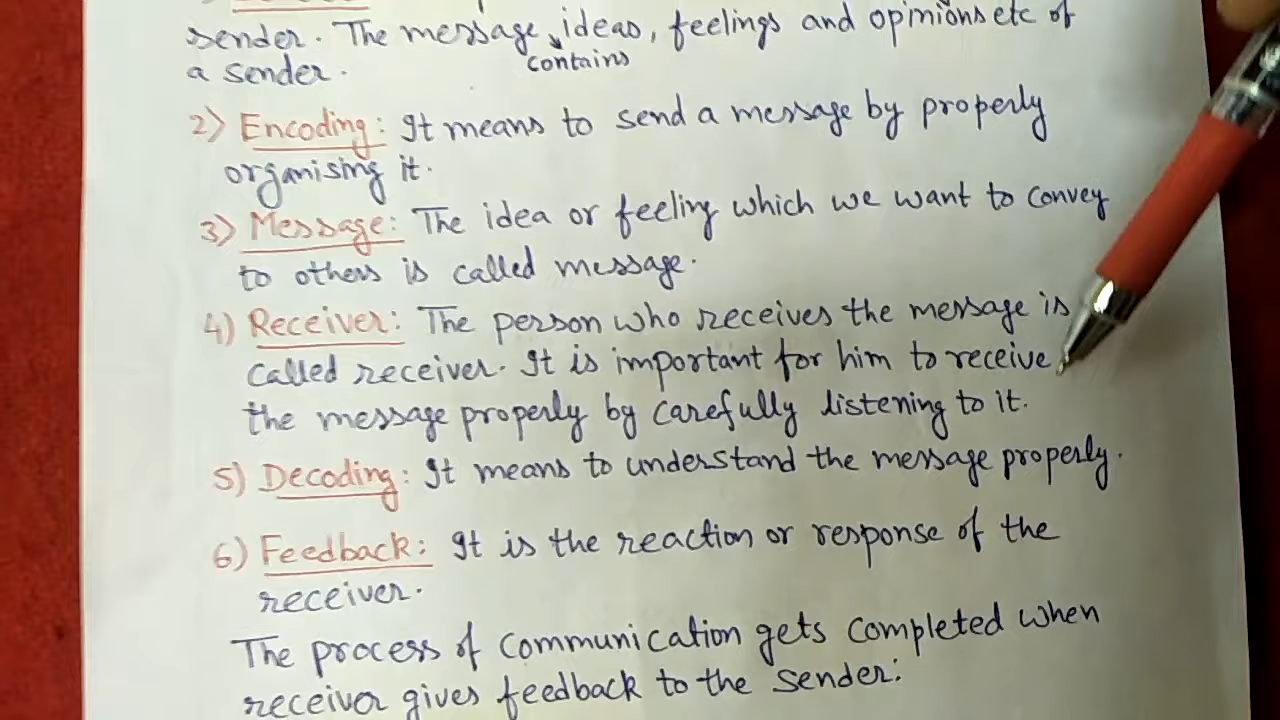 sender. The message ideas, feelings and opinions etc of
contains
a sender.
2) Encoding: It means to send a message by properly
organising it.
3) Message: The idea or feeling which we want to convey
to others is called message.
4) Receiver: The person who receives the message is
called receiver. It is important for him to receive
the message properly by carefully listening to it.
5) Decoding: It means to understand the message properly.
6) Feedback: It is the reaction or response of the
receiver.
The process of communication gets completed when
receiver gives feedback to the sender.